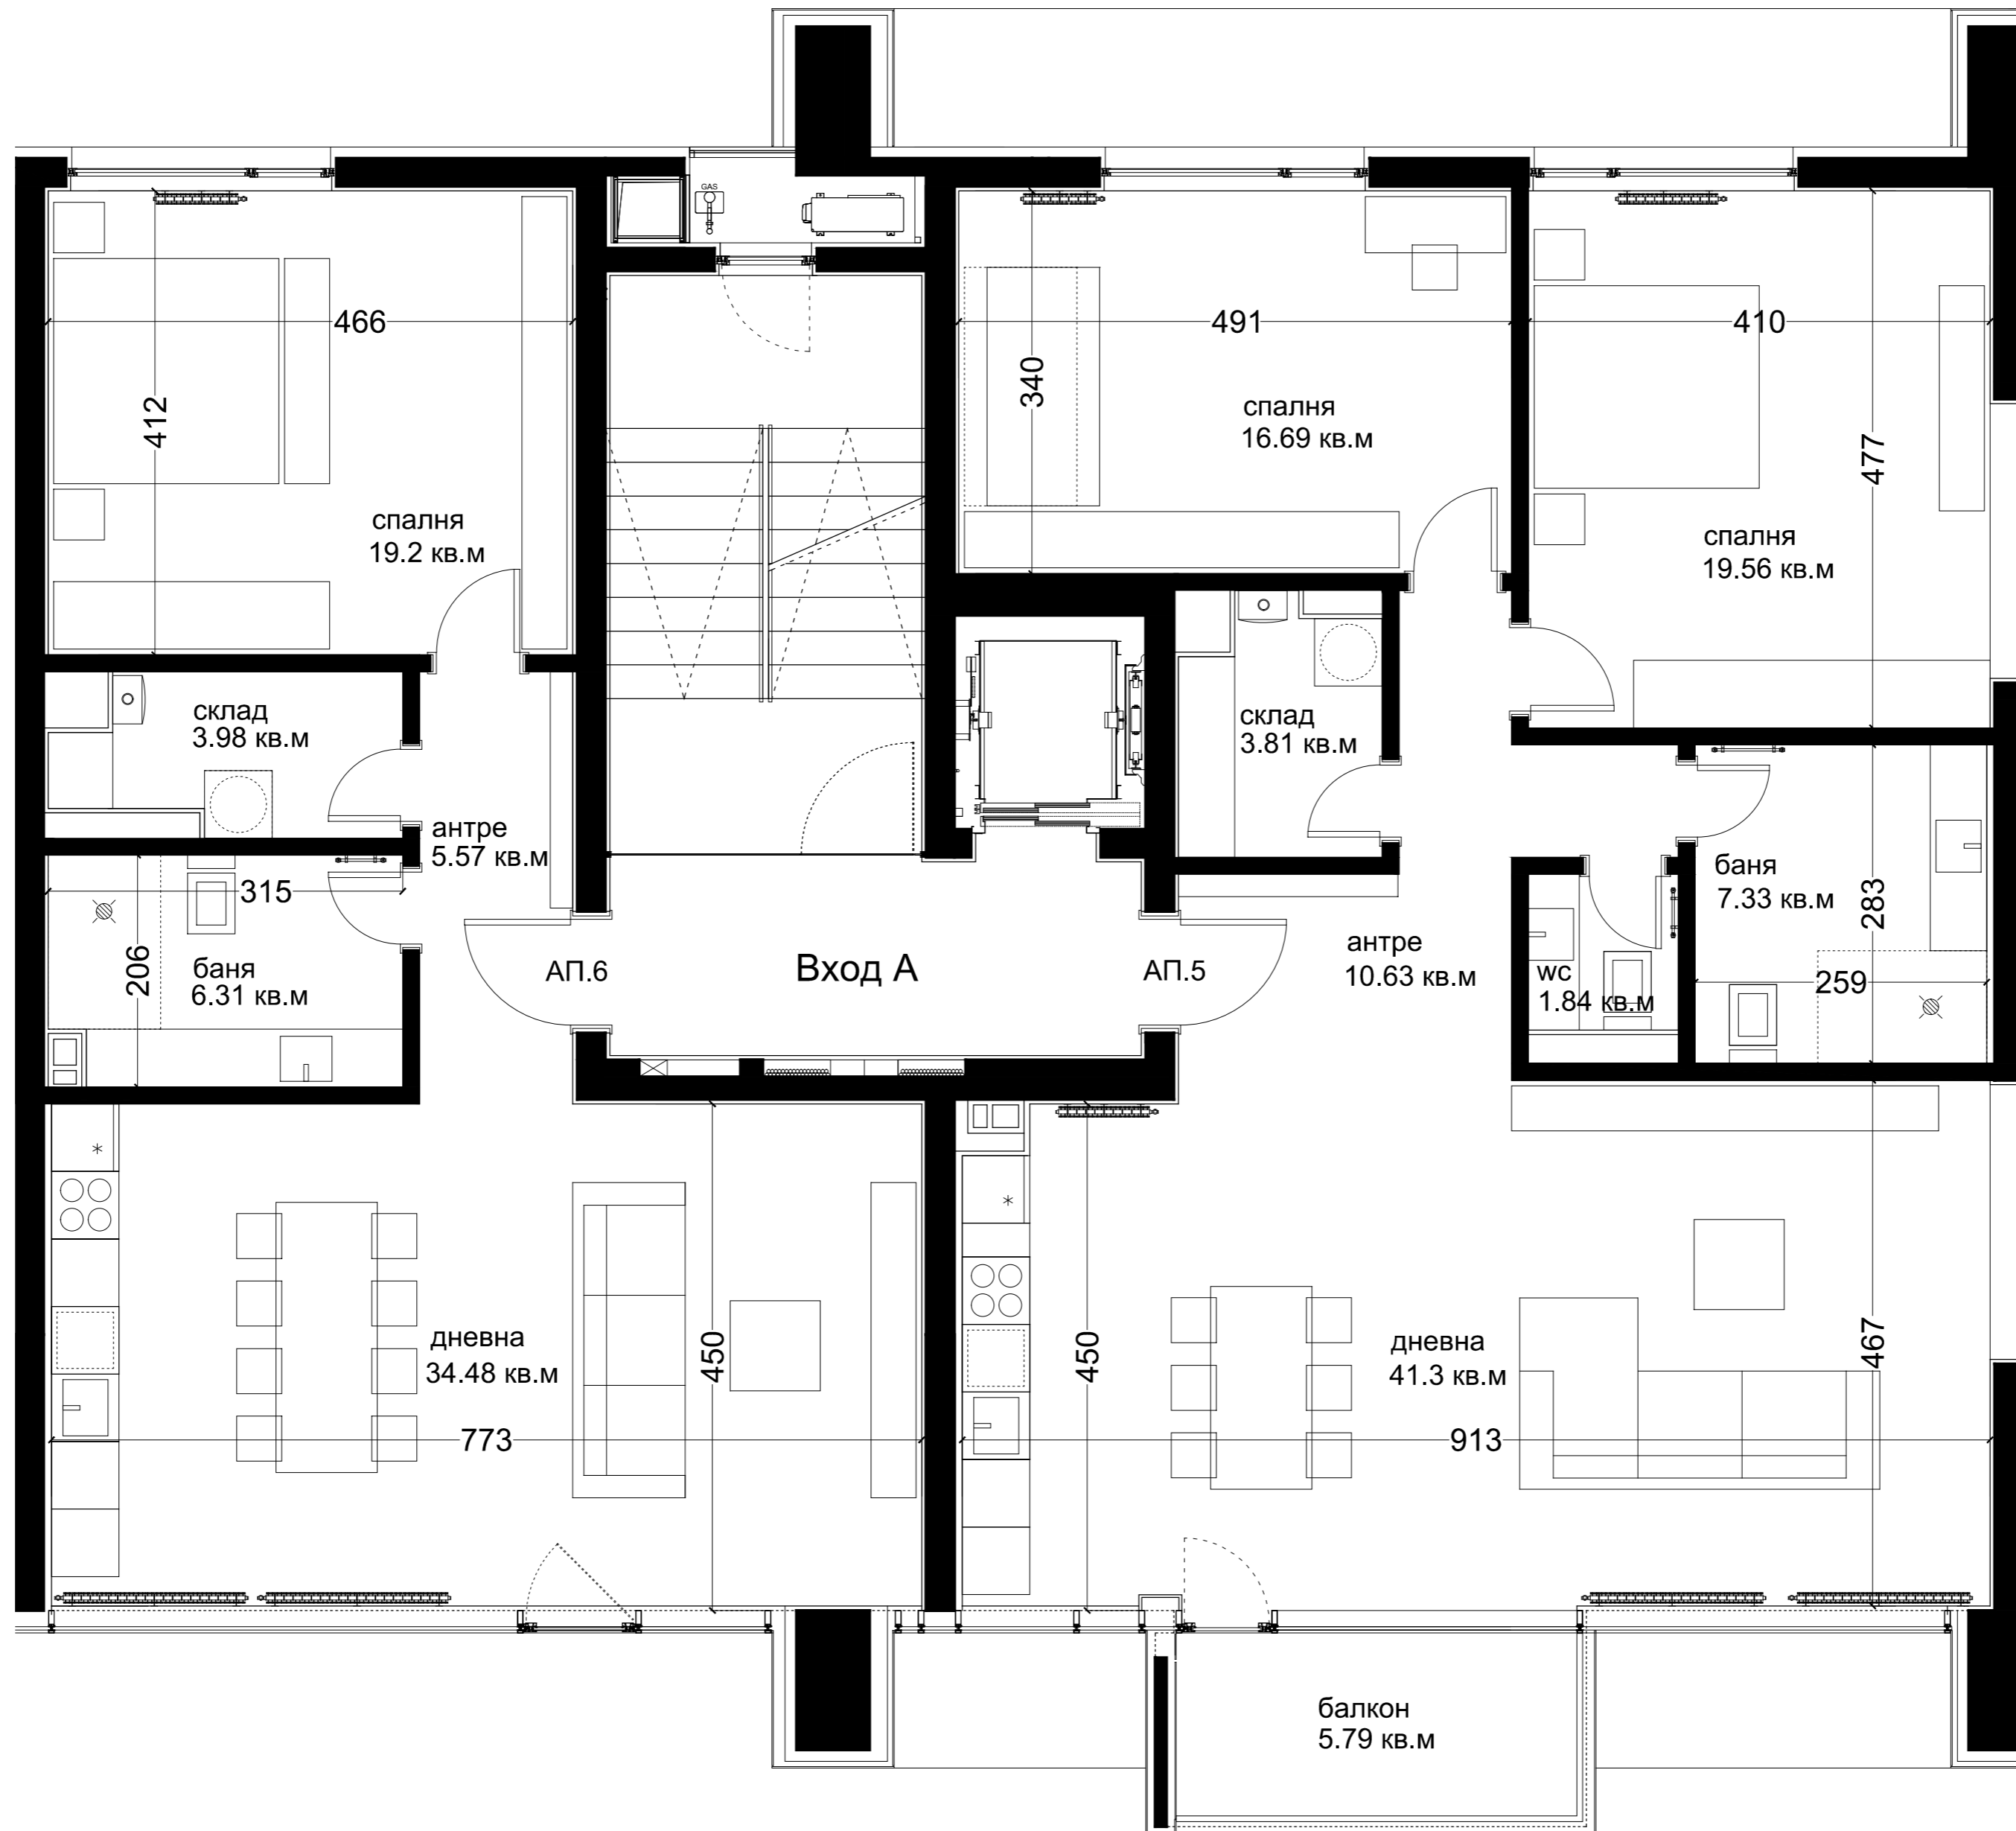 GAS
466
412
спалня
19.2 кв.м
491
340
спалня
16.69 кв.м
410
477
спалня
19.56 кв.м
склад
3.98 кв.м
склад
3.81 кв.м
антре
5.57 кв.м
315
206
баня
6.31 кв.м
АП.6
Вход А
АП.5
антре
10.63 кв.м
wc
1.84 кв.м
баня
7.33 кв.м
283
259
дневна
34.48 кв.м
450
773
450
дневна
41.3 кв.м
467
913
балкон
5.79 кв.м